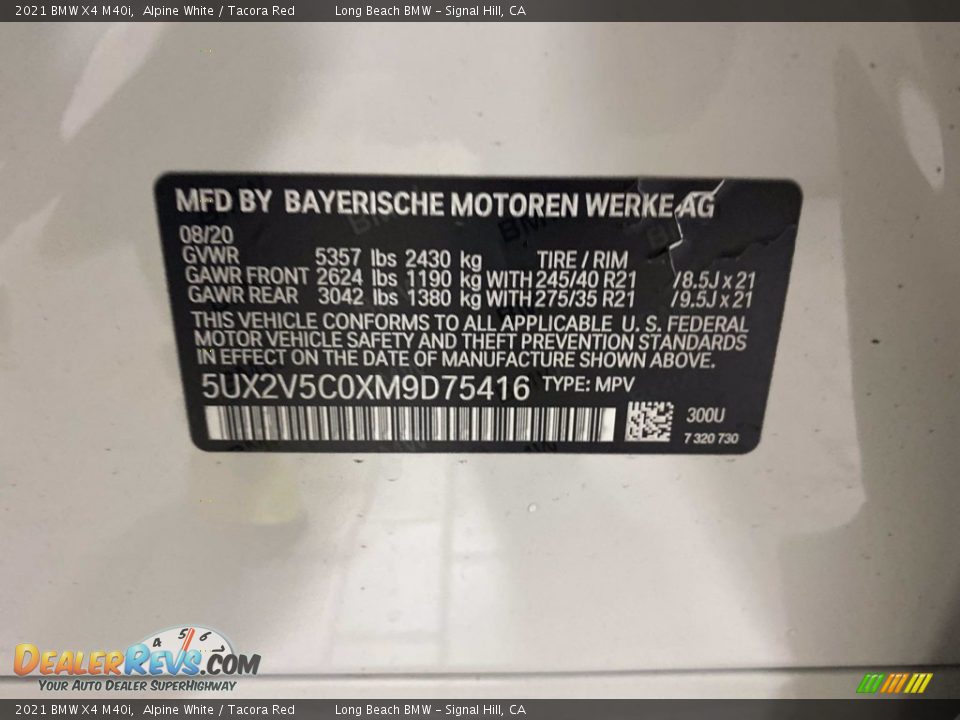 2021 BMW X4 M40i, Alpine White / Tacora Red Long Beach BMW - Signal Hill, CA
MFD BY BAYERISCHE MOTOREN WERKE AG
08/20
GVWR 5357 lbs 2430 kg TIRE / RIM
GAWR FRONT 2624 lbs 1190 kg WITH 245/40 R21 /8.5J x 21
GAWR REAR 3042 lbs 1380 kg WITH 275/35 R21 /9.5J x 21
THIS VEHICLE CONFORMS TO ALL APPLICABLE U. S. FEDERAL
MOTOR VEHICLE SAFETY AND THEFT PREVENTION STANDARDS
IN EFFECT ON THE DATE OF MANUFACTURE SHOWN ABOVE.
5UX2V5C0XM9D75416 TYPE: MPV
300U
7 320 730
4 5 6
DEALERREVS.COM
YOUR AUTO DEALER SUPERHIGHWAY
2021 BMW X4 M40i, Alpine White / Tacora Red Long Beach BMW - Signal Hill, CA